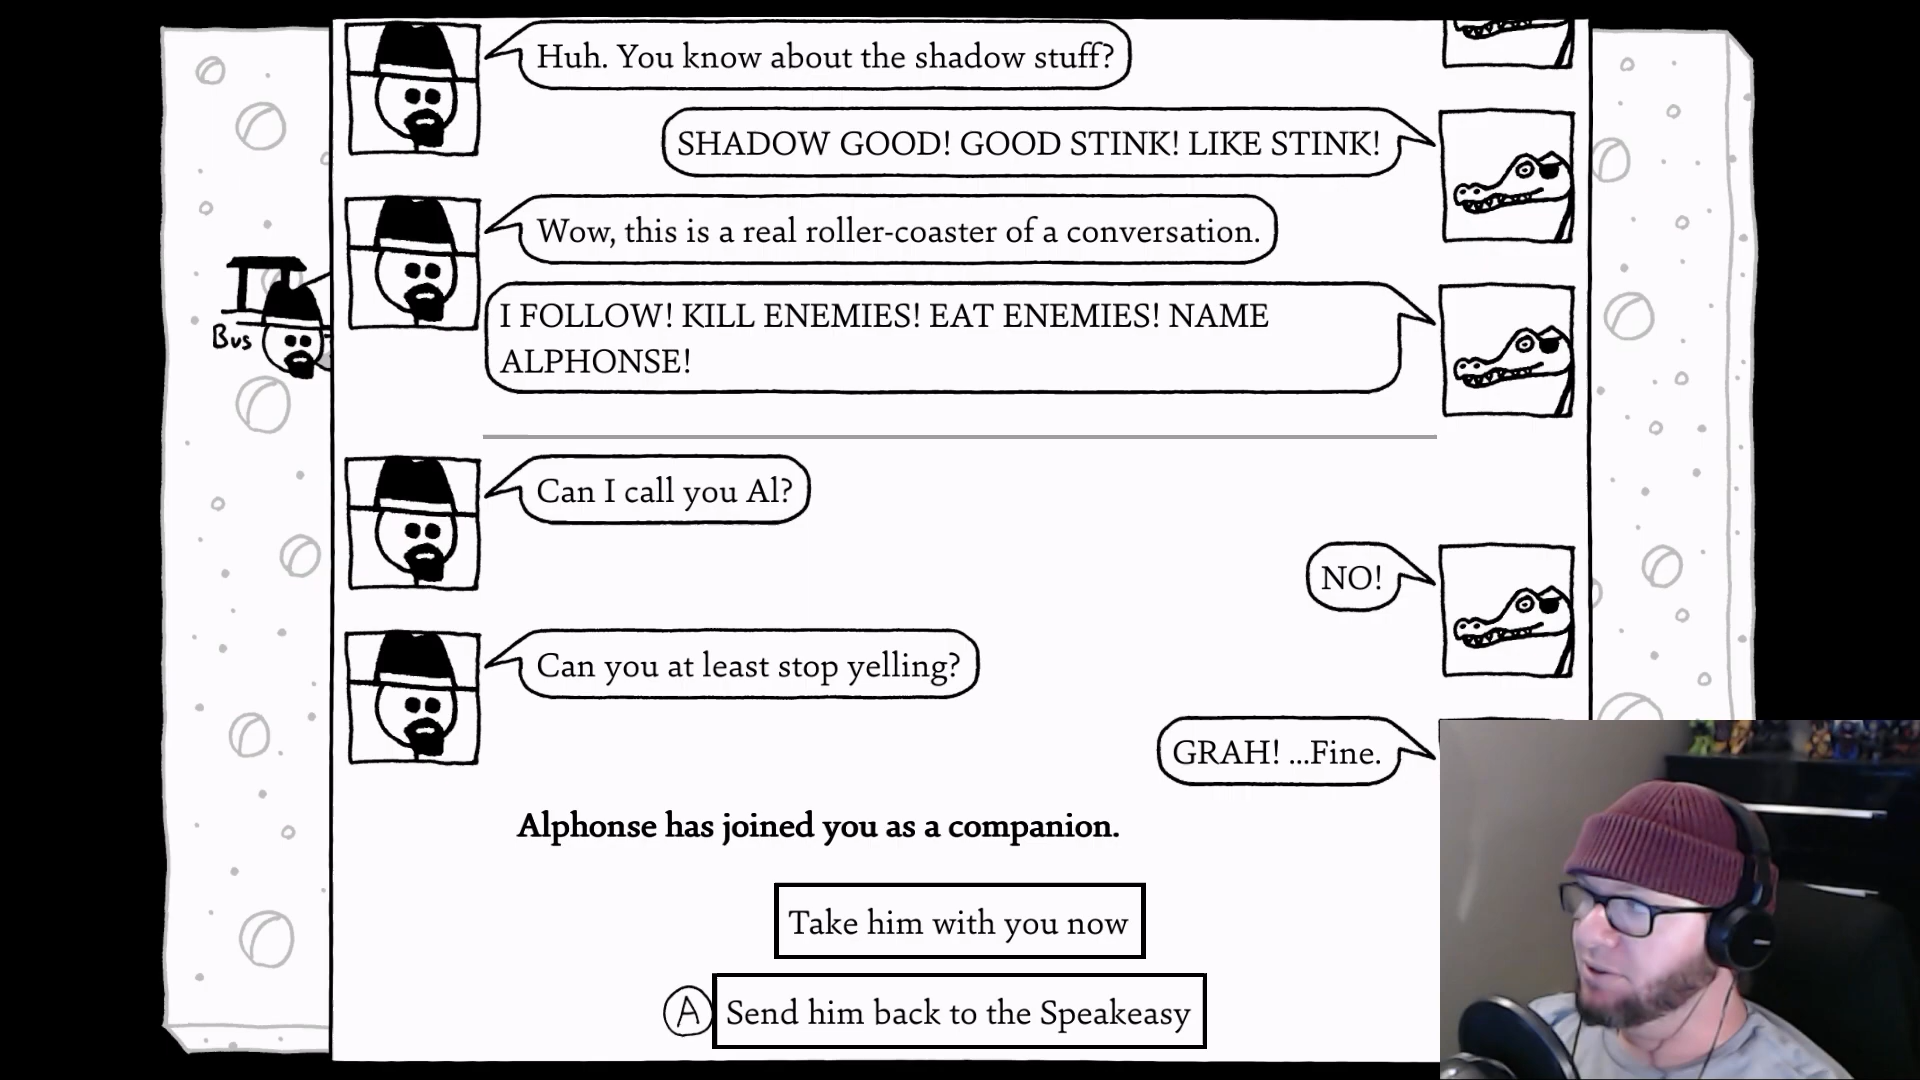 Huh. You know about the shadow stuff?
SHADOW GOOD! GOOD STINK! LIKE STINK!
Wow, this is a real roller-coaster of a conversation.
I FOLLOW! KILL ENEMIES! EAT ENEMIES! NAME
ALPHONSE!
Bus
Can I call you Al?
NO!
Can you at least stop yelling?
GRAH! ...Fine.
Alphonse has joined you as a companion.
Take him with you now
A Send him back to the Speakeasy